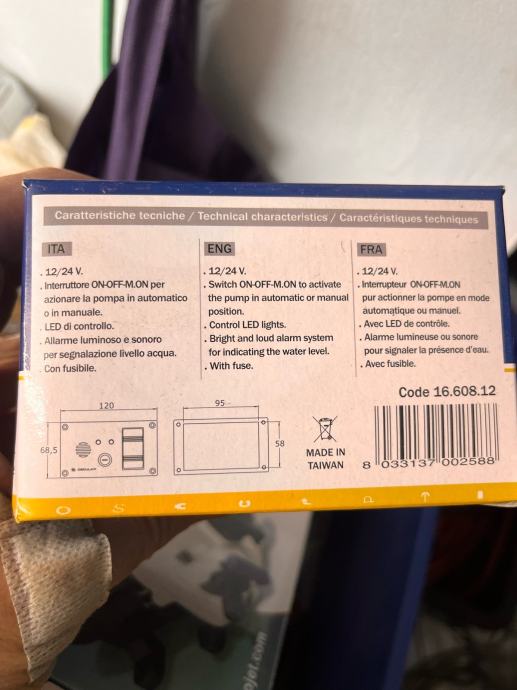 Caratteristiche tecniche / Technical characteristics / Caractéristiques techniques
ITA
. 12/24 V.
. Interruttore ON-OFF-M.ON per
azionare la pompa in automatico
o in manuale.
. LED di controllo.
. Allarme luminoso e sonoro
per segnalazione livello acqua.
. Con fusibile.
ENG
. 12/24 V.
. Switch ON-OFF-M.ON to activate
the pump in automatic or manual
position.
. Control LED lights.
. Bright and loud alarm system
for indicating the water level.
. With fuse.
FRA
. 12/24 V.
. Interrupteur ON-OFF-M.ON
pur actionner la pompe en mode
automatique ou manuel.
. Avec LED de contrôle.
. Alarme lumineuse ou sonore
pour signaler la présence d'eau.
. Avec fusible.
Code 16.608.12
120
68,5
95
58
MADE IN
TAIWAN
8 033137 002588
ojet.com